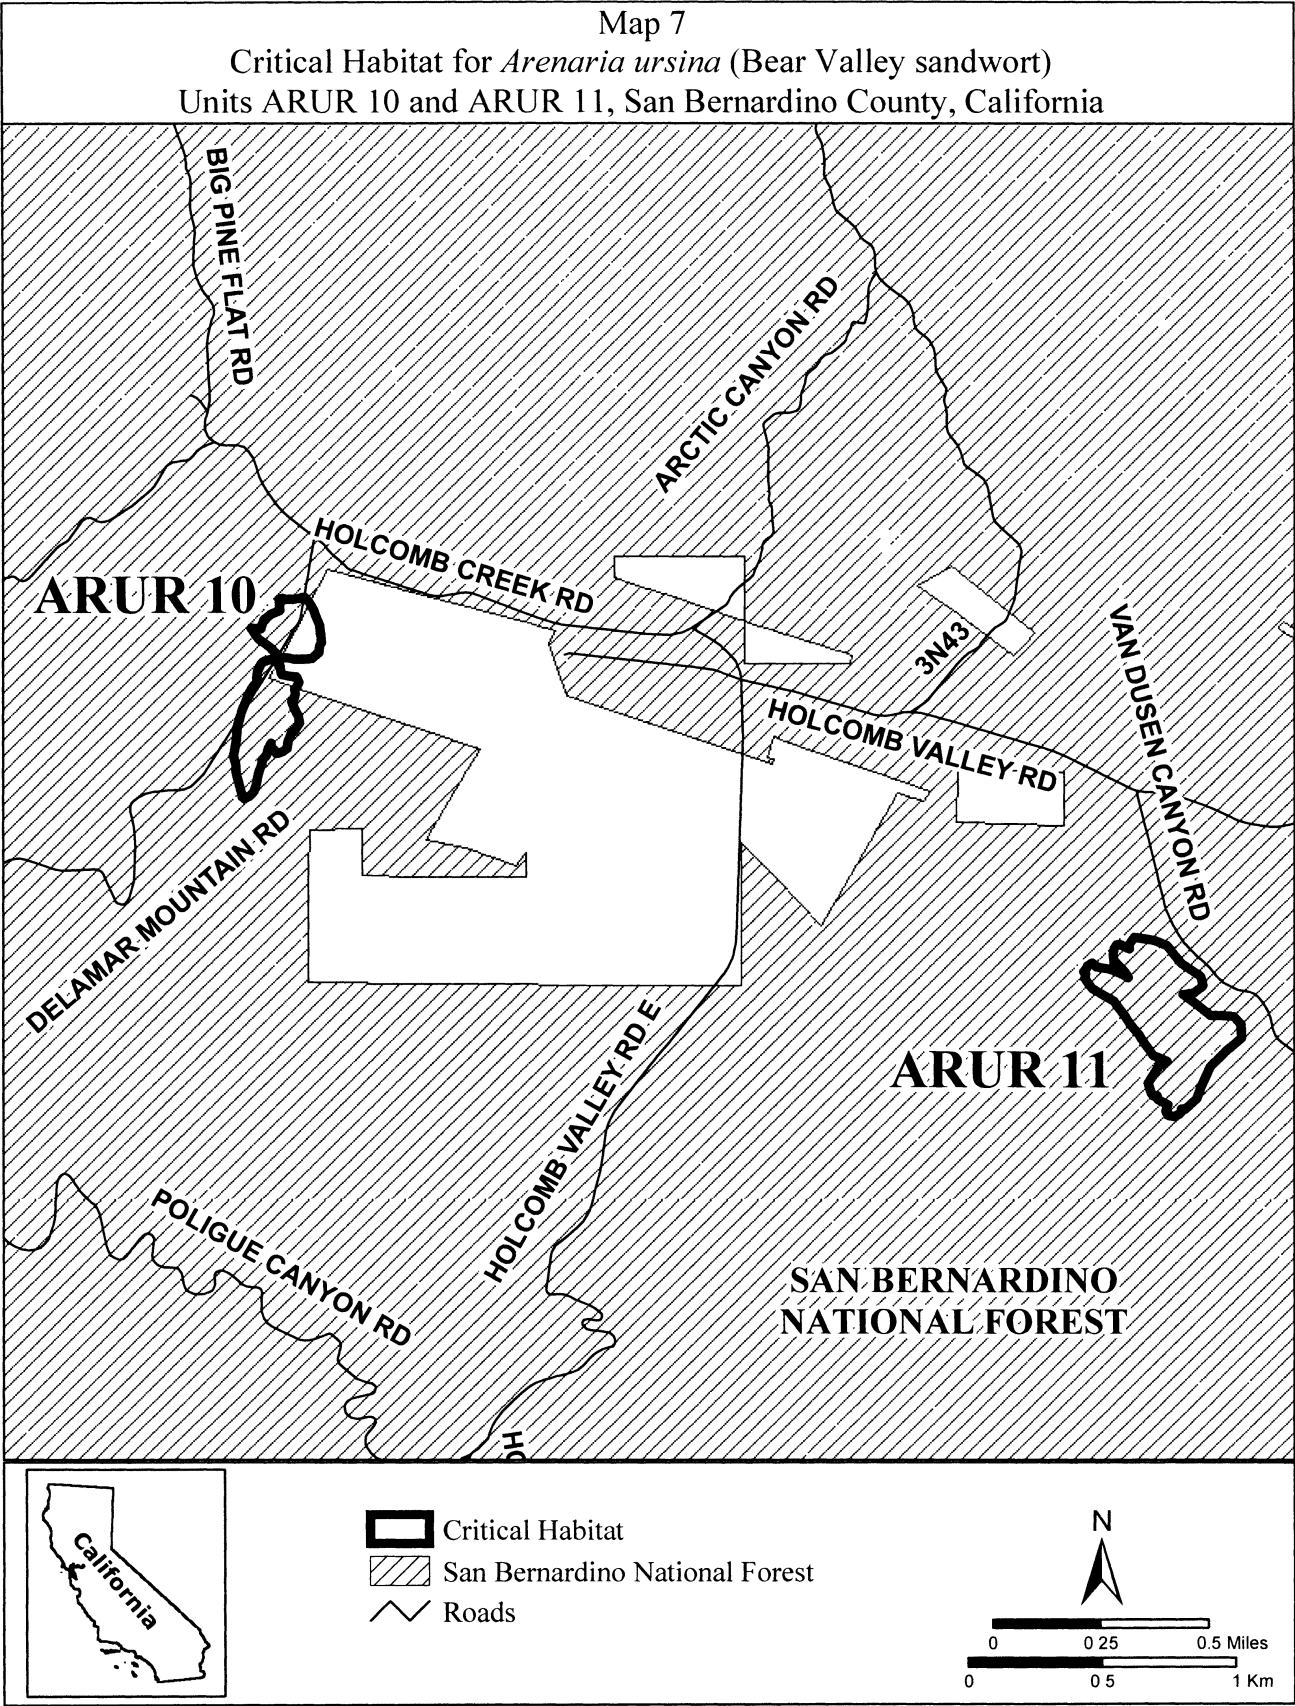 Map 7
Critical Habitat for Arenaria ursina (Bear Valley sandwort)
Units ARUR 10 and ARUR 11, San Bernardino County, California
BIG PINE FLAT RD
ARCTIC CANYON RD
HOLCOMB CREEK RD
ARUR 10
3N43
VAN DUSEN CANYON RD
HOLCOMB VALLEY RD
DELAMAR MOUNTAIN RD
HOLCOMB VALLEY RD E
ARUR 11
POLIGUE CANYON RD
SAN BERNARDINO
NATIONAL FOREST
HO
California
Critical Habitat
San Bernardino National Forest
Roads
N
0 0 25 0.5 Miles
0 0 5 1 Km